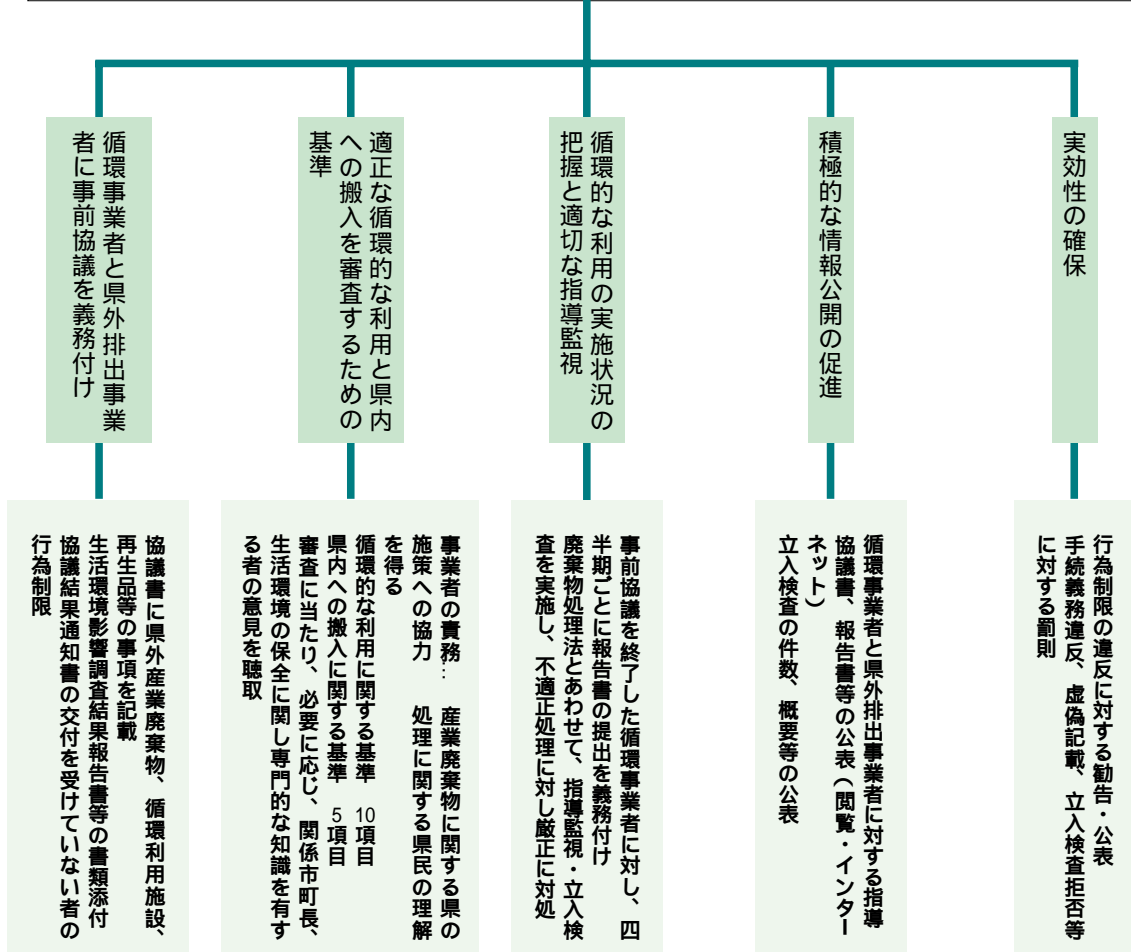 循環事業者と県外排出事業
者に事前協議を義務付け
協議書に県外産業廃棄物、循環利用施設、
再生品等の事項を記載
生活環境影響調査結果報告書等の書類添付
協議結果通知書の交付を受けていない者の
行為制限
適正な循環的な利用と県内
への搬入を審査するための
基準
事業者の責務… 産業廃棄物に関する県の
施策への協力 処理に関する県民の理解
を得る
循環的な利用に関する基準 10項目
県内への搬入に関する基準 5項目
審査に当たり、必要に応じ、関係市町長、
生活環境の保全に関し専門的な知識を有す
る者の意見を聴取
循環的な利用の実施状況の
把握と適切な指導監視
事前協議を終了した循環事業者に対し、四
半期ごとに報告書の提出を義務付け
廃棄物処理法とあわせて、指導監視・立入検
査を実施し、不適正処理に対し厳正に対処
積極的な情報公開の促進
循環事業者と県外排出事業者に対する指導
協議書、報告書等の公表(閲覧・インター
ネット)
立入検査の件数、概要等の公表
実効性の確保
行為制限の違反に対する勧告・公表
手続義務違反、虚偽記載、立入検査拒否等
に対する罰則